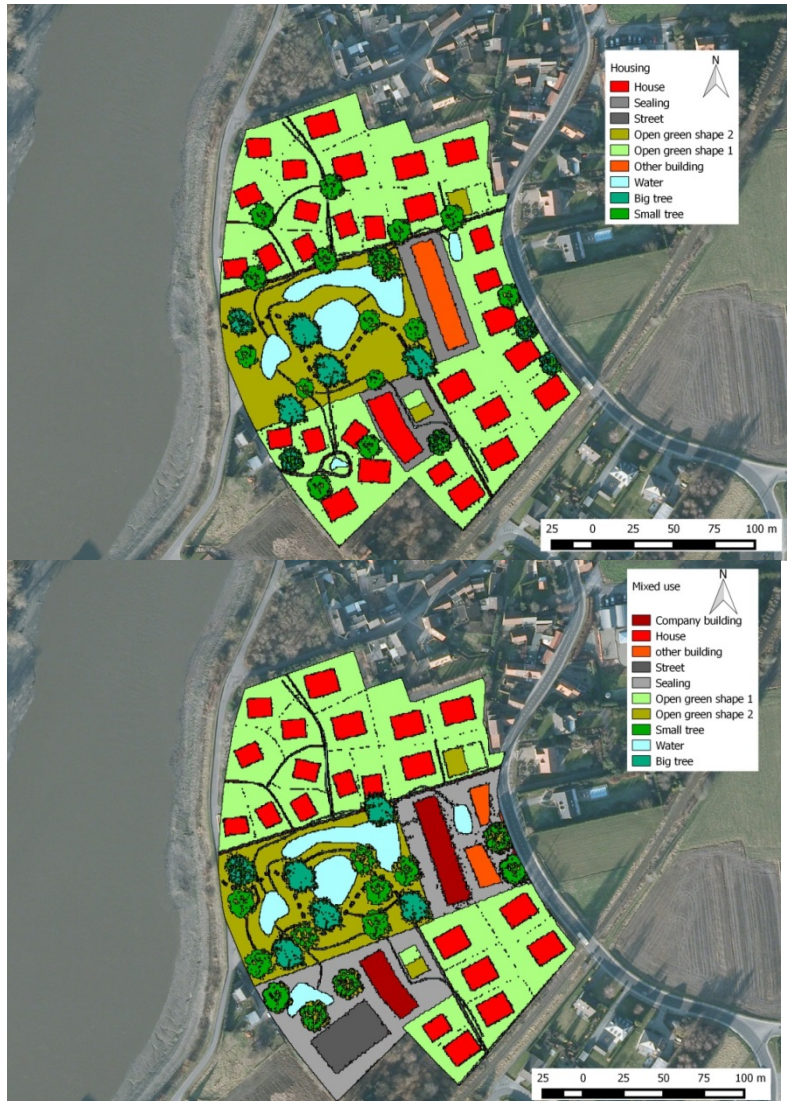 Housing
N
House
Sealing
Street
Open green shape 2
Open green shape 1
Other building
Water
Big tree
Small tree
25 0 25 50 75 100 m
Mixed use
N
Company building
House
other building
Street
Sealing
Open green shape 1
Open green shape 2
Small tree
Water
Big tree
25 0 25 50 75 100 m